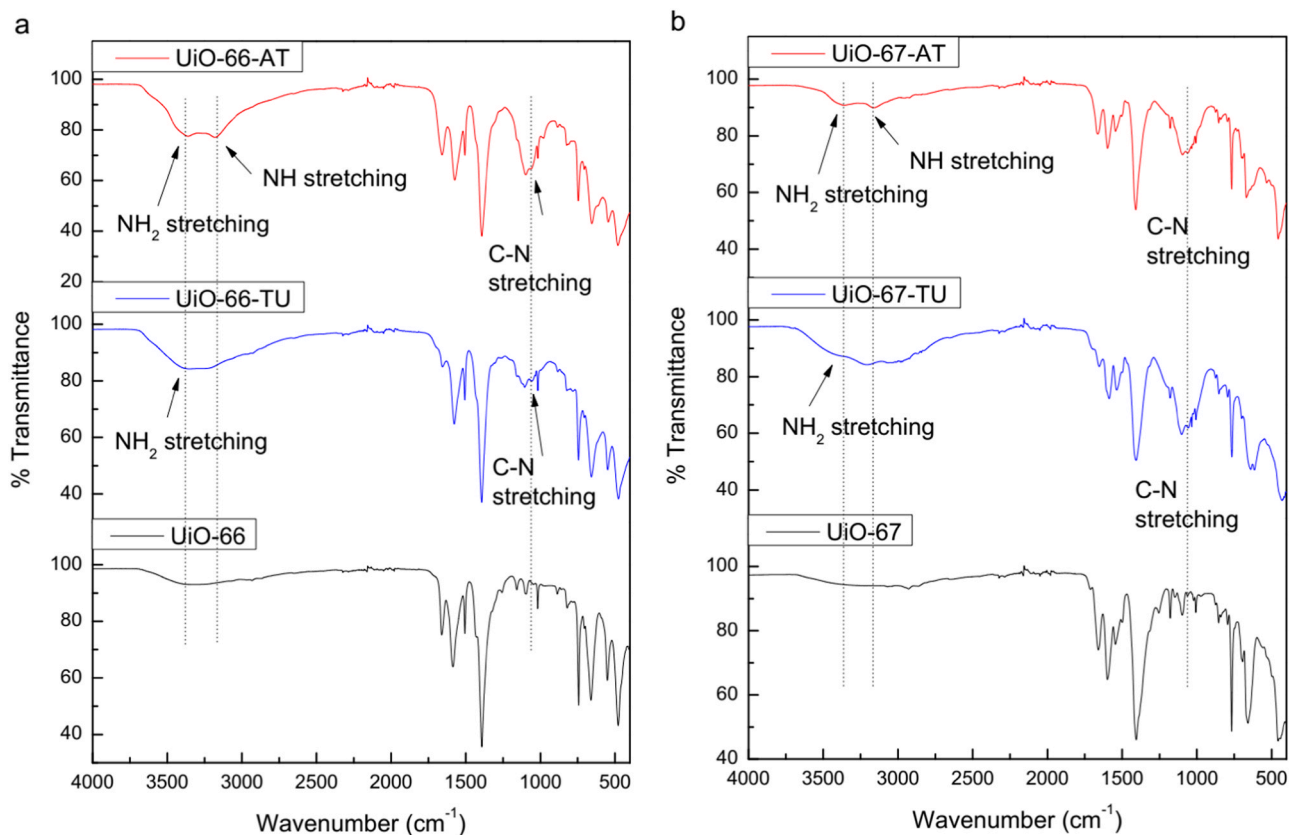 a
UiO-66-AT
100
80
60
40
20
NH stretching
NH₂ stretching
C-N
stretching
UiO-66-TU
100
80
60
40
NH₂ stretching
C-N
stretching
UiO-66
100
80
60
40
% Transmittance
4000 3500 3000 2500 2000 1500 1000 500
Wavenumber (cm⁻¹)
b
UiO-67-AT
100
80
60
40
NH₂ stretching
NH stretching
C-N
stretching
UiO-67-TU
100
80
60
40
NH₂ stretching
C-N
stretching
UiO-67
100
80
60
40
% Transmittance
4000 3500 3000 2500 2000 1500 1000 500
Wavenumber (cm⁻¹)